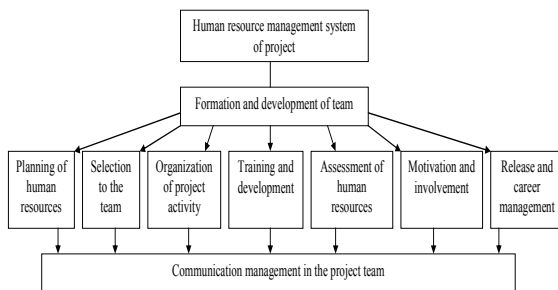 Human resource management system
of project
Formation and development of team
Planning of
human
resources
Selection
to the
team
Organization
of project
activity
Training and
development
Assessment of
human
resources
Motivation and
involvement
Release and
career
management
Communication management in the project team